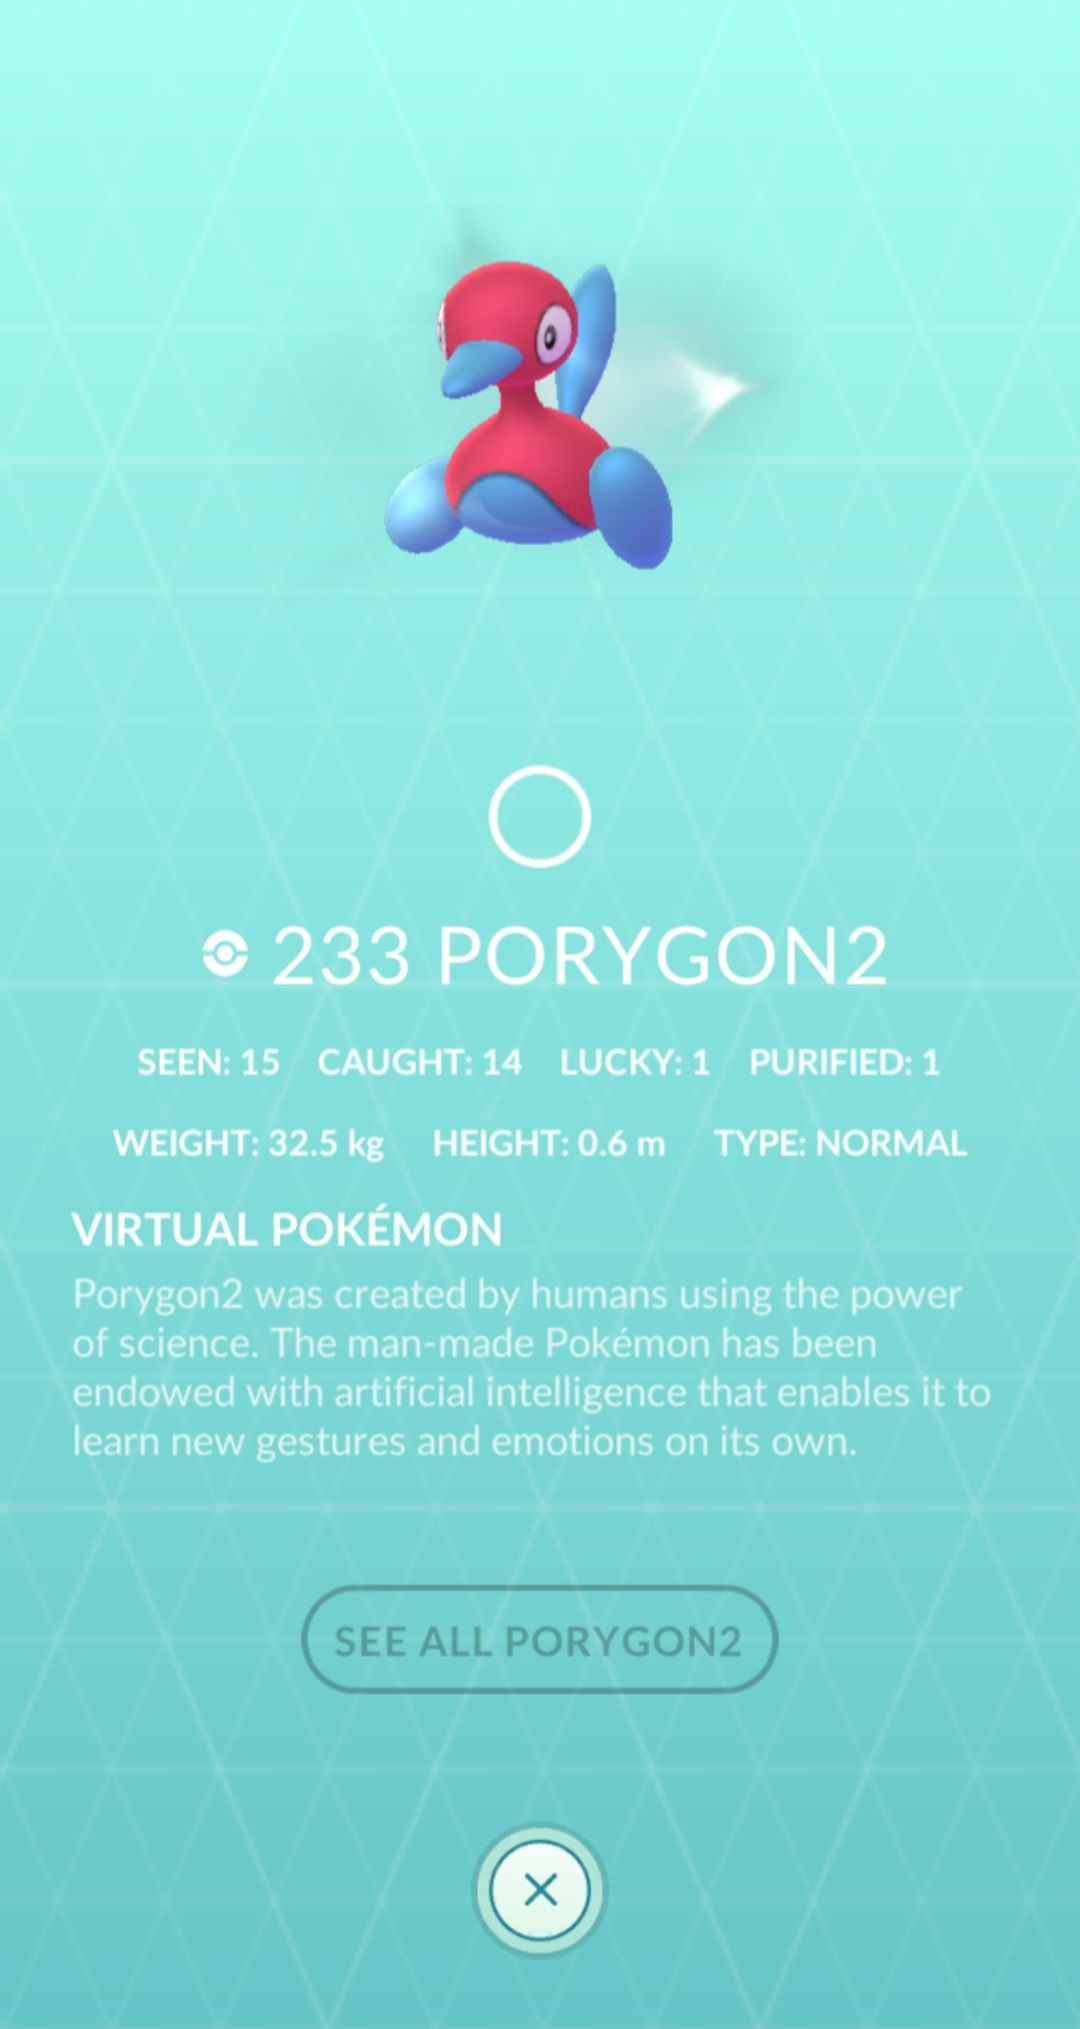 233 PORYGON2
SEEN: 15 CAUGHT: 14 LUCKY: 1 PURIFIED: 1
WEIGHT: 32.5 kg HEIGHT: 0.6 m TYPE: NORMAL
VIRTUAL POKÉMON
Porygon2 was created by humans using the power
of science. The man-made Pokémon has been
endowed with artificial intelligence that enables it to
learn new gestures and emotions on its own.
SEE ALL PORYGON2